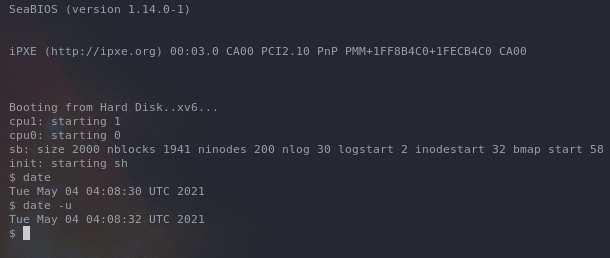 SeaBIOS (version 1.14.0-1)
iPXE (http://ipxe.org) 00:03.0 CA00 PCI2.10 PnP PMM+1FF8B4C0+1FECB4C0 CA00
Booting from Hard Disk..xv6...
cpu1: starting 1
cpu0: starting 0
sb: size 2000 nblocks 1941 ninodes 200 nlog 30 logstart 2 inodestart 32 bmap start 58
init: starting sh
$ date
Tue May 04 04:08:30 UTC 2021
$ date -u
Tue May 04 04:08:32 UTC 2021
$